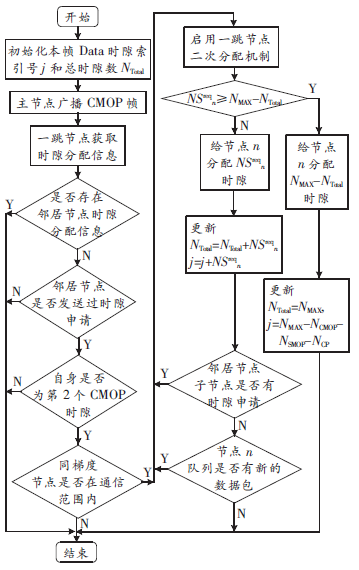 开始
初始化本帧 Data 时隙索
引号 j 和总时隙数 N_Total
主节点广播 CMOP 帧
一跳节点获取
时隙分配信息
是否存在
邻居节点时隙
分配信息
Y
N
邻居节点
是否发送过时隙
申请
N
Y
自身是否
为第 2 个 CMOP
时隙
N
Y
同梯度
节点是否在通信
范围内
Y
N
结束
启用一跳节点
二次分配机制
NS^req_n ≥ N_MAX−N_Total
Y
N
给节点 n
分配 NS^req_n
时隙
给节点
n 分配
N_MAX−N_Total
时隙
更新
N_Total=N_Total+NS^req_n
j=j+NS^req_n
更新
N_Total=N_MAX,
j=N_MAX−N_CMOP−
N_SMOP−N_CP
邻居节点
子节点是否有
时隙申请
Y
N
节点 n
队列是否有新的
数据包
Y
N